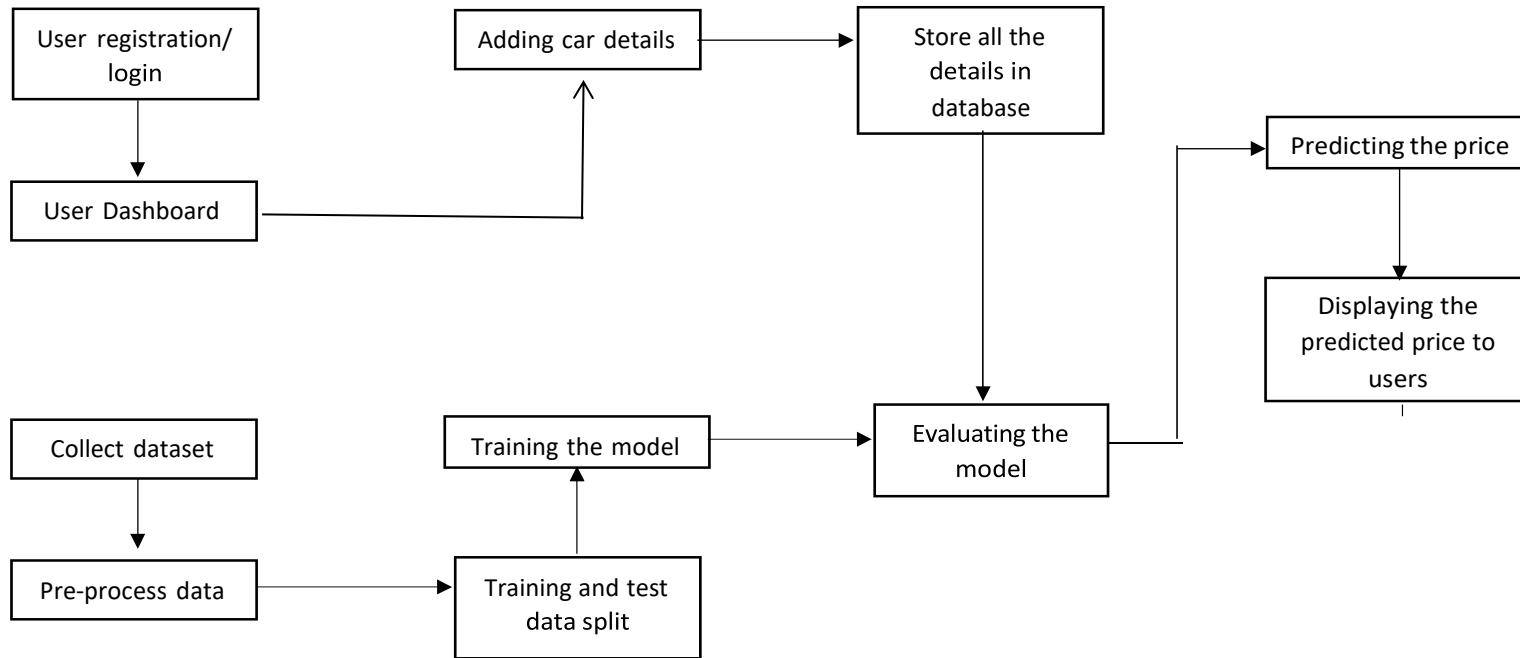 User registration/
login
Adding car details
Store all the
details in
database
Predicting the price
User Dashboard
Displaying the
predicted price to
users
Collect dataset
Training the model
Evaluating the
model
Pre-process data
Training and test
data split